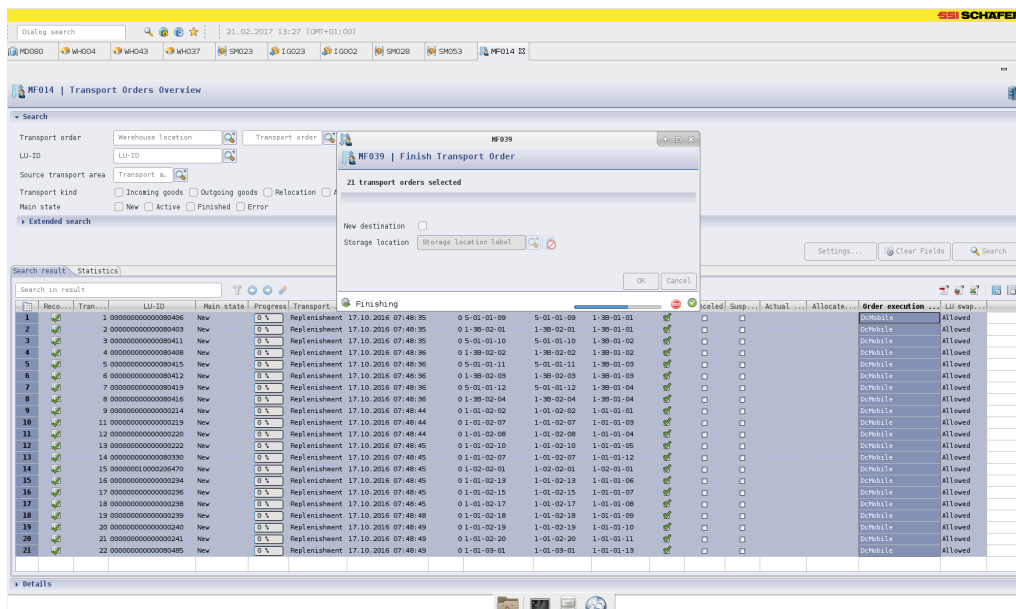 SSI SCHAEFER
Dialog search 21.02.2017 13:27 (GMT+01:00)
MD080 WH004 WH043 WH037 SM023 IG023 IG002 SM028 SM053 MF014
MF014 | Transport Orders Overview
Search
Transport order Warehouse location Transport order
LU-ID LU-ID
Source transport area Transport a…
Transport kind Incoming goods Outgoing goods Relocation A
Main state New Active Finished Error
Extended search
MF039
MF039 | Finish Transport Order
21 transport orders selected
New destination
Storage location Storage location label
OK Cancel
Finishing
Settings... Clear Fields Search
Search result Statistics
Search in result
Reco... Tran... LU-ID Main state Progress Transport nceled Susp... Actual ... Allocate... Order execution ... LU swap...
1 1 000000000000080406 New 0 % Replenishment 17.10.2016 07:48:35 0 5-01-01-09 5-01-01-09 1-3B-01-01 DcMobile Allowed
2 2 000000000000080403 New 0 % Replenishment 17.10.2016 07:48:35 0 1-3B-02-01 1-3B-02-01 1-3B-01-01 DcMobile Allowed
3 3 000000000000080411 New 0 % Replenishment 17.10.2016 07:48:35 0 5-01-01-10 5-01-01-10 1-3B-01-02 DcMobile Allowed
4 4 000000000000080408 New 0 % Replenishment 17.10.2016 07:48:36 0 1-3B-02-02 1-3B-02-02 1-3B-01-02 DcMobile Allowed
5 5 000000000000080415 New 0 % Replenishment 17.10.2016 07:48:36 0 5-01-01-11 5-01-01-11 1-3B-01-03 DcMobile Allowed
6 6 000000000000080412 New 0 % Replenishment 17.10.2016 07:48:36 0 1-3B-02-03 1-3B-02-03 1-3B-01-03 DcMobile Allowed
7 7 000000000000080419 New 0 % Replenishment 17.10.2016 07:48:36 0 5-01-01-12 5-01-01-12 1-3B-01-04 DcMobile Allowed
8 8 000000000000080416 New 0 % Replenishment 17.10.2016 07:48:36 0 1-3B-02-04 1-3B-02-04 1-3B-01-04 DcMobile Allowed
9 9 000000000000000214 New 0 % Replenishment 17.10.2016 07:48:44 0 1-01-02-02 1-01-02-02 1-01-01-01 DcMobile Allowed
10 11 000000000000000219 New 0 % Replenishment 17.10.2016 07:48:44 0 1-01-02-07 1-01-02-07 1-01-01-03 DcMobile Allowed
11 12 000000000000000220 New 0 % Replenishment 17.10.2016 07:48:44 0 1-01-02-08 1-01-02-08 1-01-01-04 DcMobile Allowed
12 13 000000000000000222 New 0 % Replenishment 17.10.2016 07:48:45 0 1-01-02-10 1-01-02-10 1-01-01-05 DcMobile Allowed
13 14 000000000000080330 New 0 % Replenishment 17.10.2016 07:48:45 0 1-01-02-07 1-01-02-07 1-01-01-12 DcMobile Allowed
14 15 000000010000206470 New 0 % Replenishment 17.10.2016 07:48:45 0 1-02-02-01 1-02-02-01 1-02-01-01 DcMobile Allowed
15 16 000000000000000234 New 0 % Replenishment 17.10.2016 07:48:45 0 1-01-02-13 1-01-02-13 1-01-01-06 DcMobile Allowed
16 17 000000000000000236 New 0 % Replenishment 17.10.2016 07:48:45 0 1-01-02-15 1-01-02-15 1-01-01-07 DcMobile Allowed
17 18 000000000000000238 New 0 % Replenishment 17.10.2016 07:48:45 0 1-01-02-17 1-01-02-17 1-01-01-08 DcMobile Allowed
18 19 000000000000000239 New 0 % Replenishment 17.10.2016 07:48:48 0 1-01-02-18 1-01-02-18 1-01-01-09 DcMobile Allowed
19 20 000000000000000240 New 0 % Replenishment 17.10.2016 07:48:49 0 1-01-02-19 1-01-02-19 1-01-01-10 DcMobile Allowed
20 21 000000000000000241 New 0 % Replenishment 17.10.2016 07:48:49 0 1-01-02-20 1-01-02-20 1-01-01-11 DcMobile Allowed
21 22 000000000000080485 New 0 % Replenishment 17.10.2016 07:48:49 0 1-01-03-01 1-01-03-01 1-01-01-13 DcMobile Allowed
Details